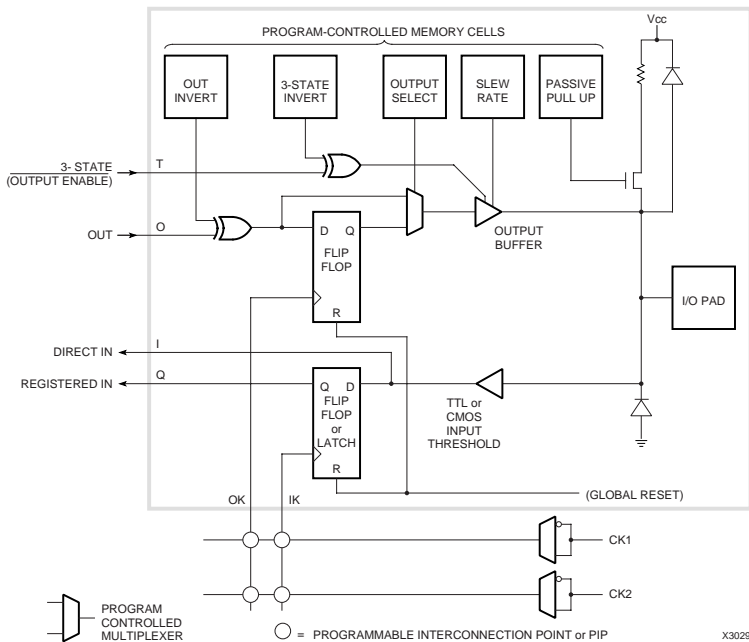 Vcc
PROGRAM-CONTROLLED MEMORY CELLS
OUT
INVERT
3-STATE
INVERT
OUTPUT
SELECT
SLEW
RATE
PASSIVE
PULL UP
3- STATE
(OUTPUT ENABLE)
T
OUT
O
D Q
FLIP
FLOP
R
OUTPUT
BUFFER
I/O PAD
DIRECT IN
I
REGISTERED IN
Q
Q D
FLIP
FLOP
or
LATCH
R
TTL or
CMOS
INPUT
THRESHOLD
OK
IK
(GLOBAL RESET)
CK1
CK2
PROGRAM
CONTROLLED
MULTIPLEXER
= PROGRAMMABLE INTERCONNECTION POINT or PIP
X3029